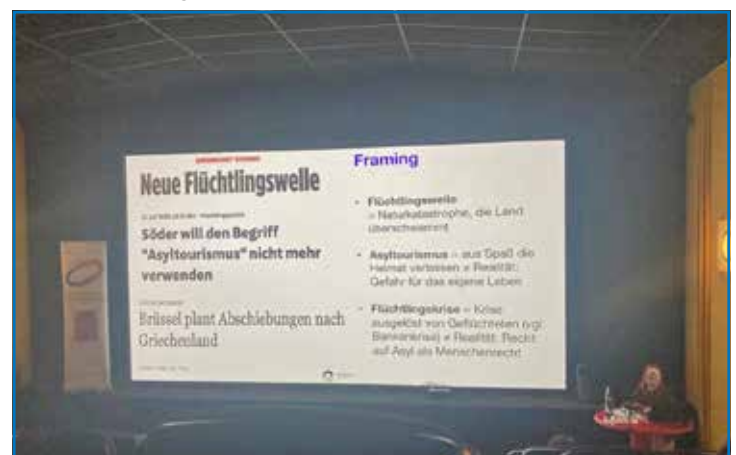 Neue Flüchtlingswelle
Söder will den Begriff
"Asyltourismus" nicht mehr
verwenden
Brüssel plant Abschiebungen nach
Griechenland
Framing
• Flüchtlingswelle
= Naturkatastrophe, die Land
überschwemmt
• Asyltourismus = aus Spaß die
Heimat verlassen ≠ Realität:
Gefahr für das eigene Leben
• Flüchtlingskrise = Krise
ausgelöst von Geflüchteten (vgl.
Bankenkrise) ≠ Realität: Recht
auf Asyl als Menschenrecht